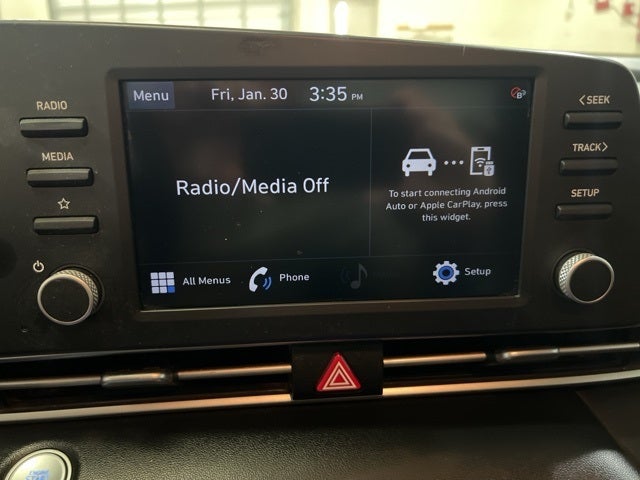 RADIO
MEDIA
Menu Fri, Jan. 30 3:35 PM
Radio/Media Off
To start connecting Android
Auto or Apple CarPlay, press
this widget.
All Menus Phone Setup
< SEEK
TRACK >
SETUP
ENGINE